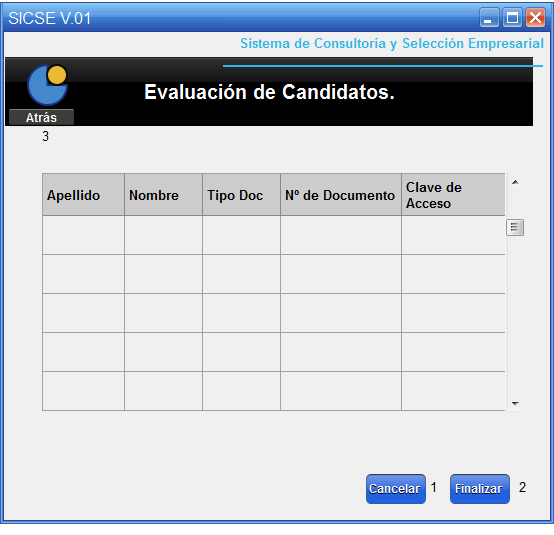 SICSE V.01
Sistema de Consultoría y Selección Empresarial
Evaluación de Candidatos.
Atrás
3
Apellido Nombre Tipo Doc Nº de Documento Clave de Acceso
Cancelar 1 Finalizar 2